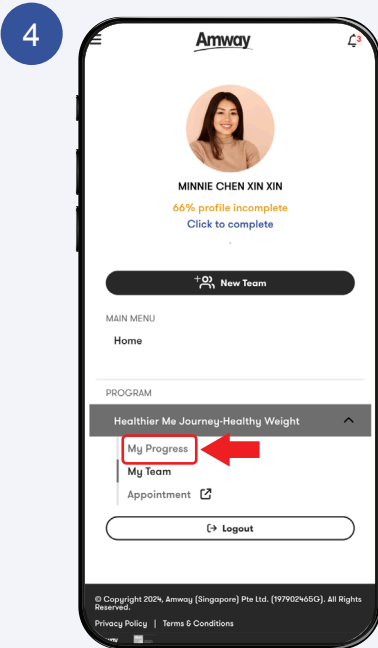 4
Amway
3
MINNIE CHEN XIN XIN
66% profile incomplete
Click to complete
New Team
MAIN MENU
Home
PROGRAM
Healthier Me Journey-Healthy Weight
My Progress
My Team
Appointment
Logout
© Copyright 2024, Amway (Singapore) Pte Ltd. (197902465G). All Rights
Reserved.
Privacy Policy | Terms & Conditions